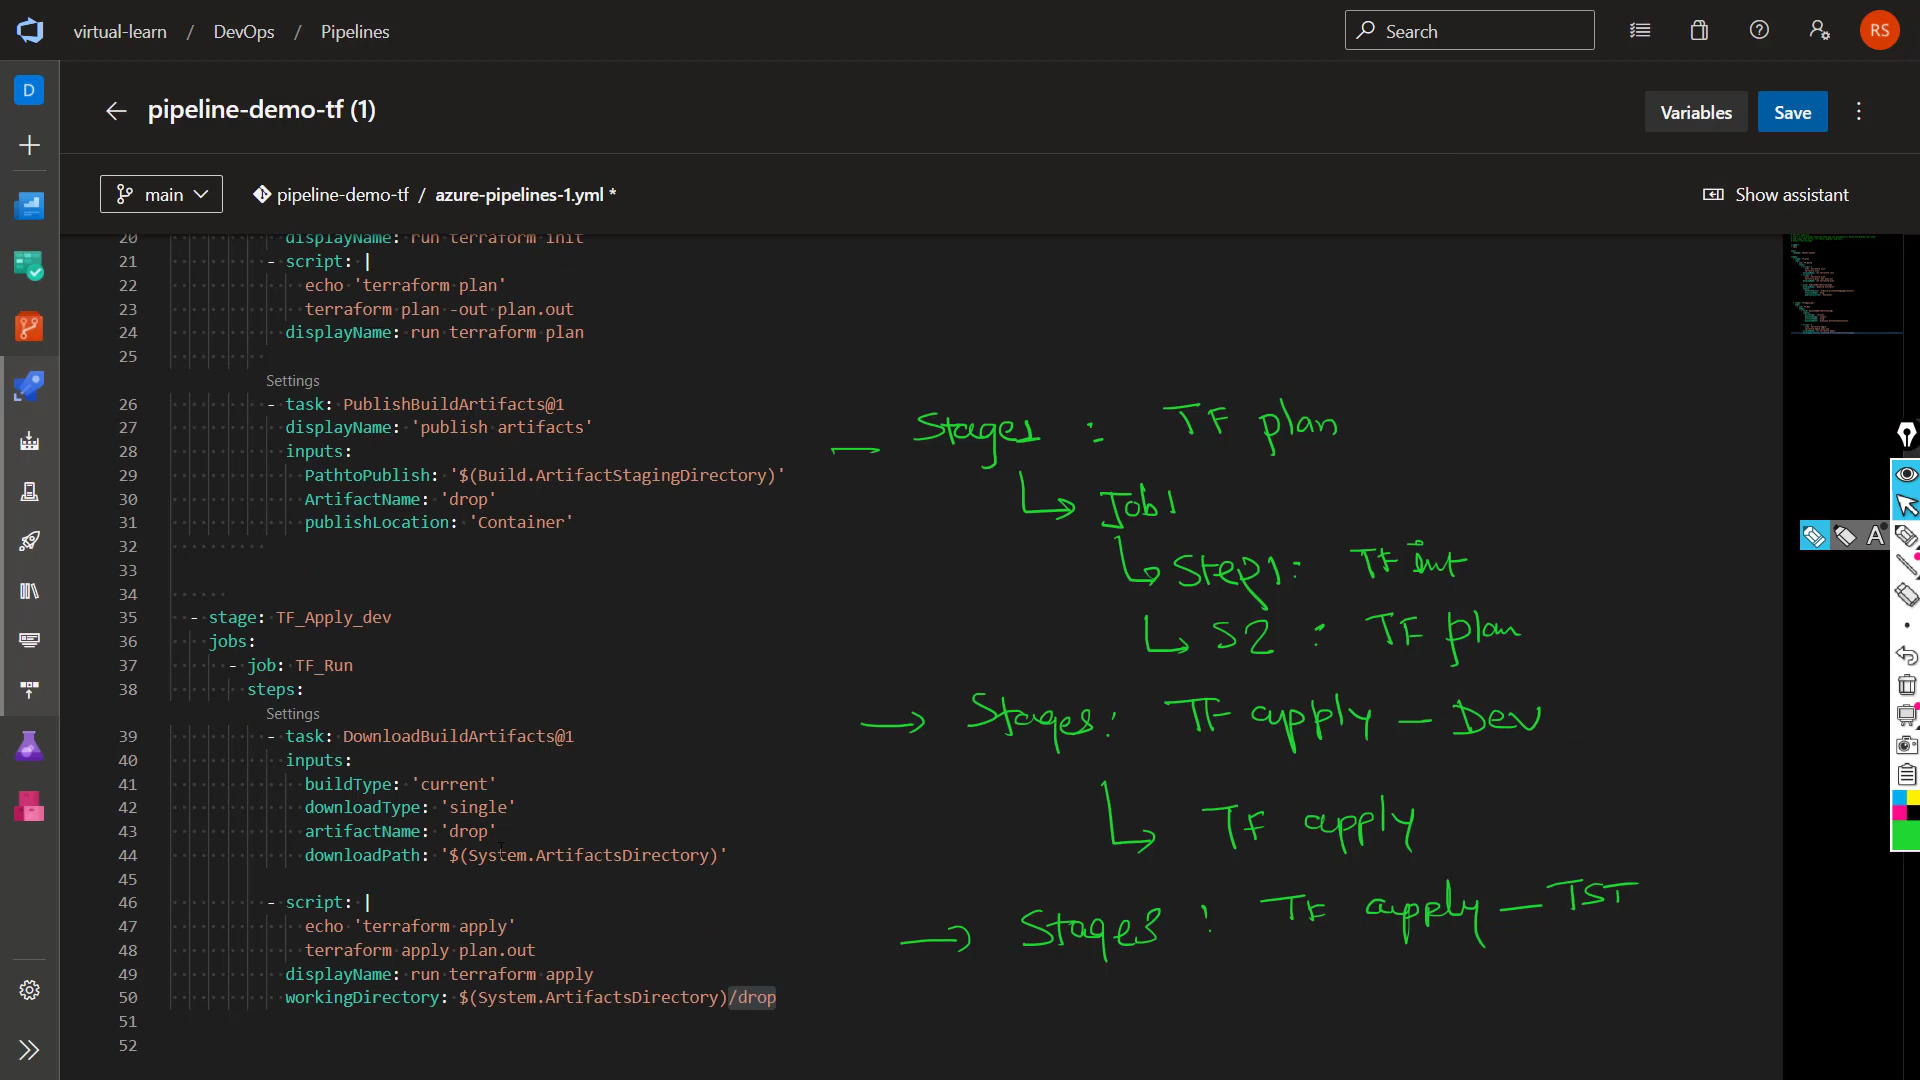 virtual-learn / DevOps / Pipelines
Search
RS
D
pipeline-demo-tf (1)
Variables
Save
main
pipeline-demo-tf / azure-pipelines-1.yml *
Show assistant
20 displayName: run terraform init
21 - script: |
22 echo 'terraform plan'
23 terraform plan -out plan.out
24 displayName: run terraform plan
25
Settings
26 - task: PublishBuildArtifacts@1
27 displayName: 'publish artifacts'
28 inputs:
29 PathtoPublish: '$(Build.ArtifactStagingDirectory)'
30 ArtifactName: 'drop'
31 publishLocation: 'Container'
32
33
34
35 - stage: TF_Apply_dev
36 jobs:
37 - job: TF_Run
38 steps:
Settings
39 - task: DownloadBuildArtifacts@1
40 inputs:
41 buildType: 'current'
42 downloadType: 'single'
43 artifactName: 'drop'
44 downloadPath: '$(System.ArtifactsDirectory)'
45
46 - script: |
47 echo 'terraform apply'
48 terraform apply plan.out
49 displayName: run terraform apply
50 workingDirectory: $(System.ArtifactsDirectory)/drop
51
52
— Stage1 : TF plan
Job1
Step1: TF Int
S2 : TF plan
Stages: TF apply — Dev
TF apply
Stage3 : TF apply — TST
A